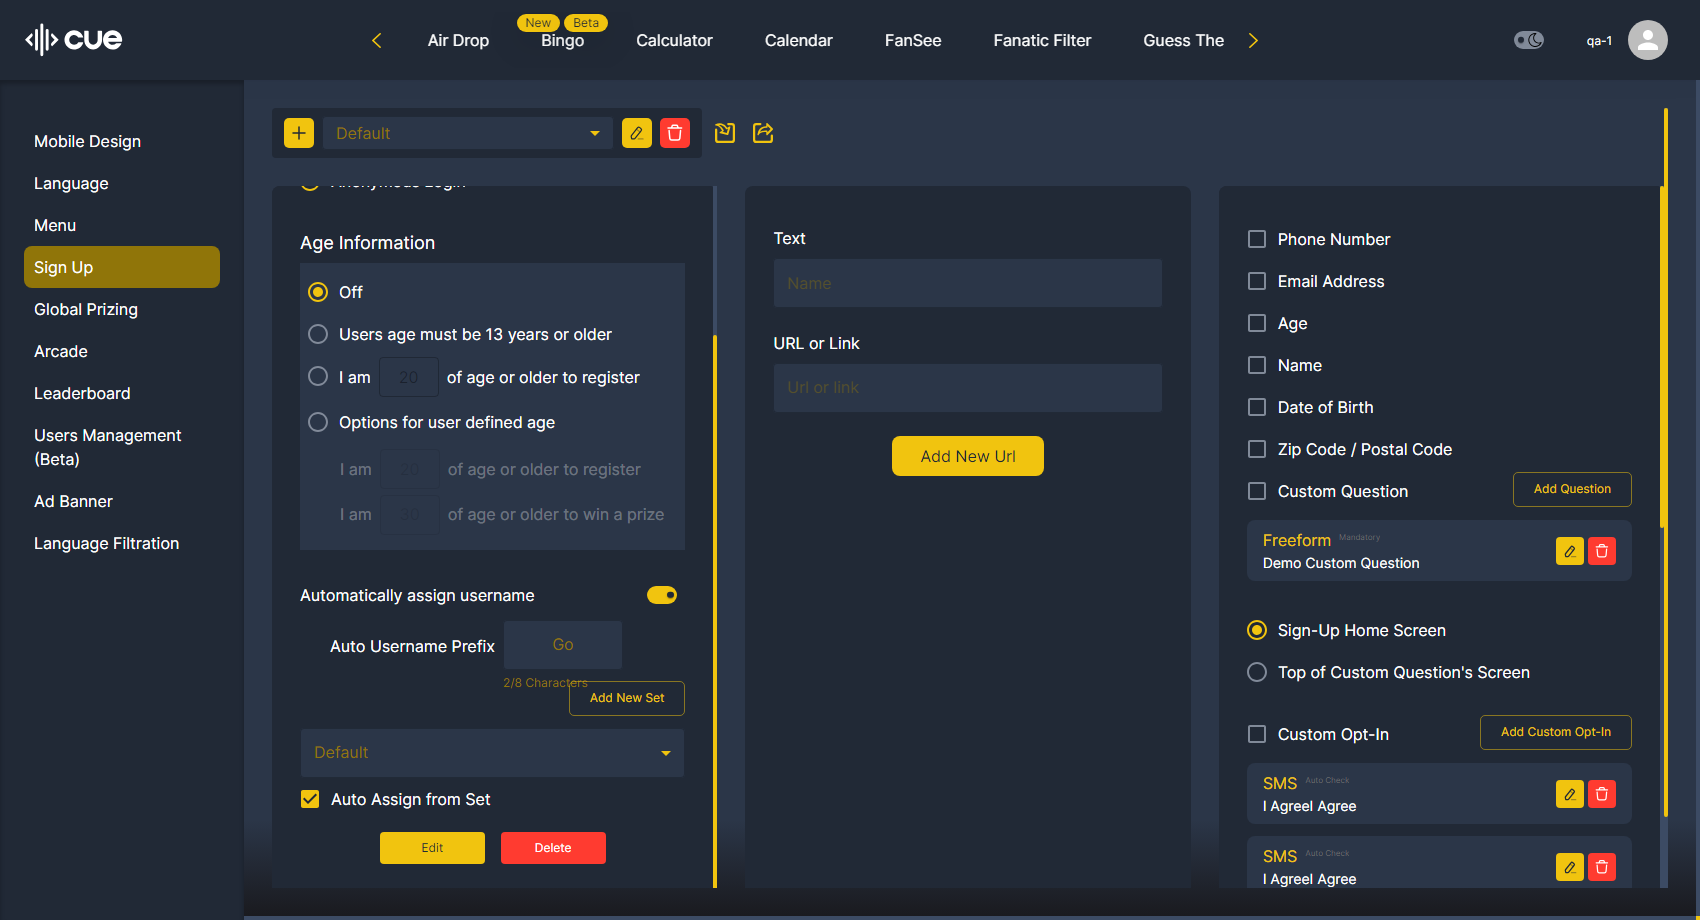 cue
Air Drop
New
Beta
Bingo
Calculator
Calendar
FanSee
Fanatic Filter
Guess The
qa-1
Mobile Design
Language
Menu
Sign Up
Global Prizing
Arcade
Leaderboard
Users Management
(Beta)
Ad Banner
Language Filtration
Default
Anonymous Login
Age Information
Off
Users age must be 13 years or older
I am 20 of age or older to register
Options for user defined age
I am 20 of age or older to register
I am 30 of age or older to win a prize
Automatically assign username
Auto Username Prefix Go
2/8 Characters
Add New Set
Default
Auto Assign from Set
Edit
Delete
Text
Name
URL or Link
Url or link
Add New Url
Phone Number
Email Address
Age
Name
Date of Birth
Zip Code / Postal Code
Custom Question
Add Question
Freeform Mandatory
Demo Custom Question
Sign-Up Home Screen
Top of Custom Question's Screen
Custom Opt-In
Add Custom Opt-In
SMS Auto Check
I AgreeI Agree
SMS Auto Check
I AgreeI Agree